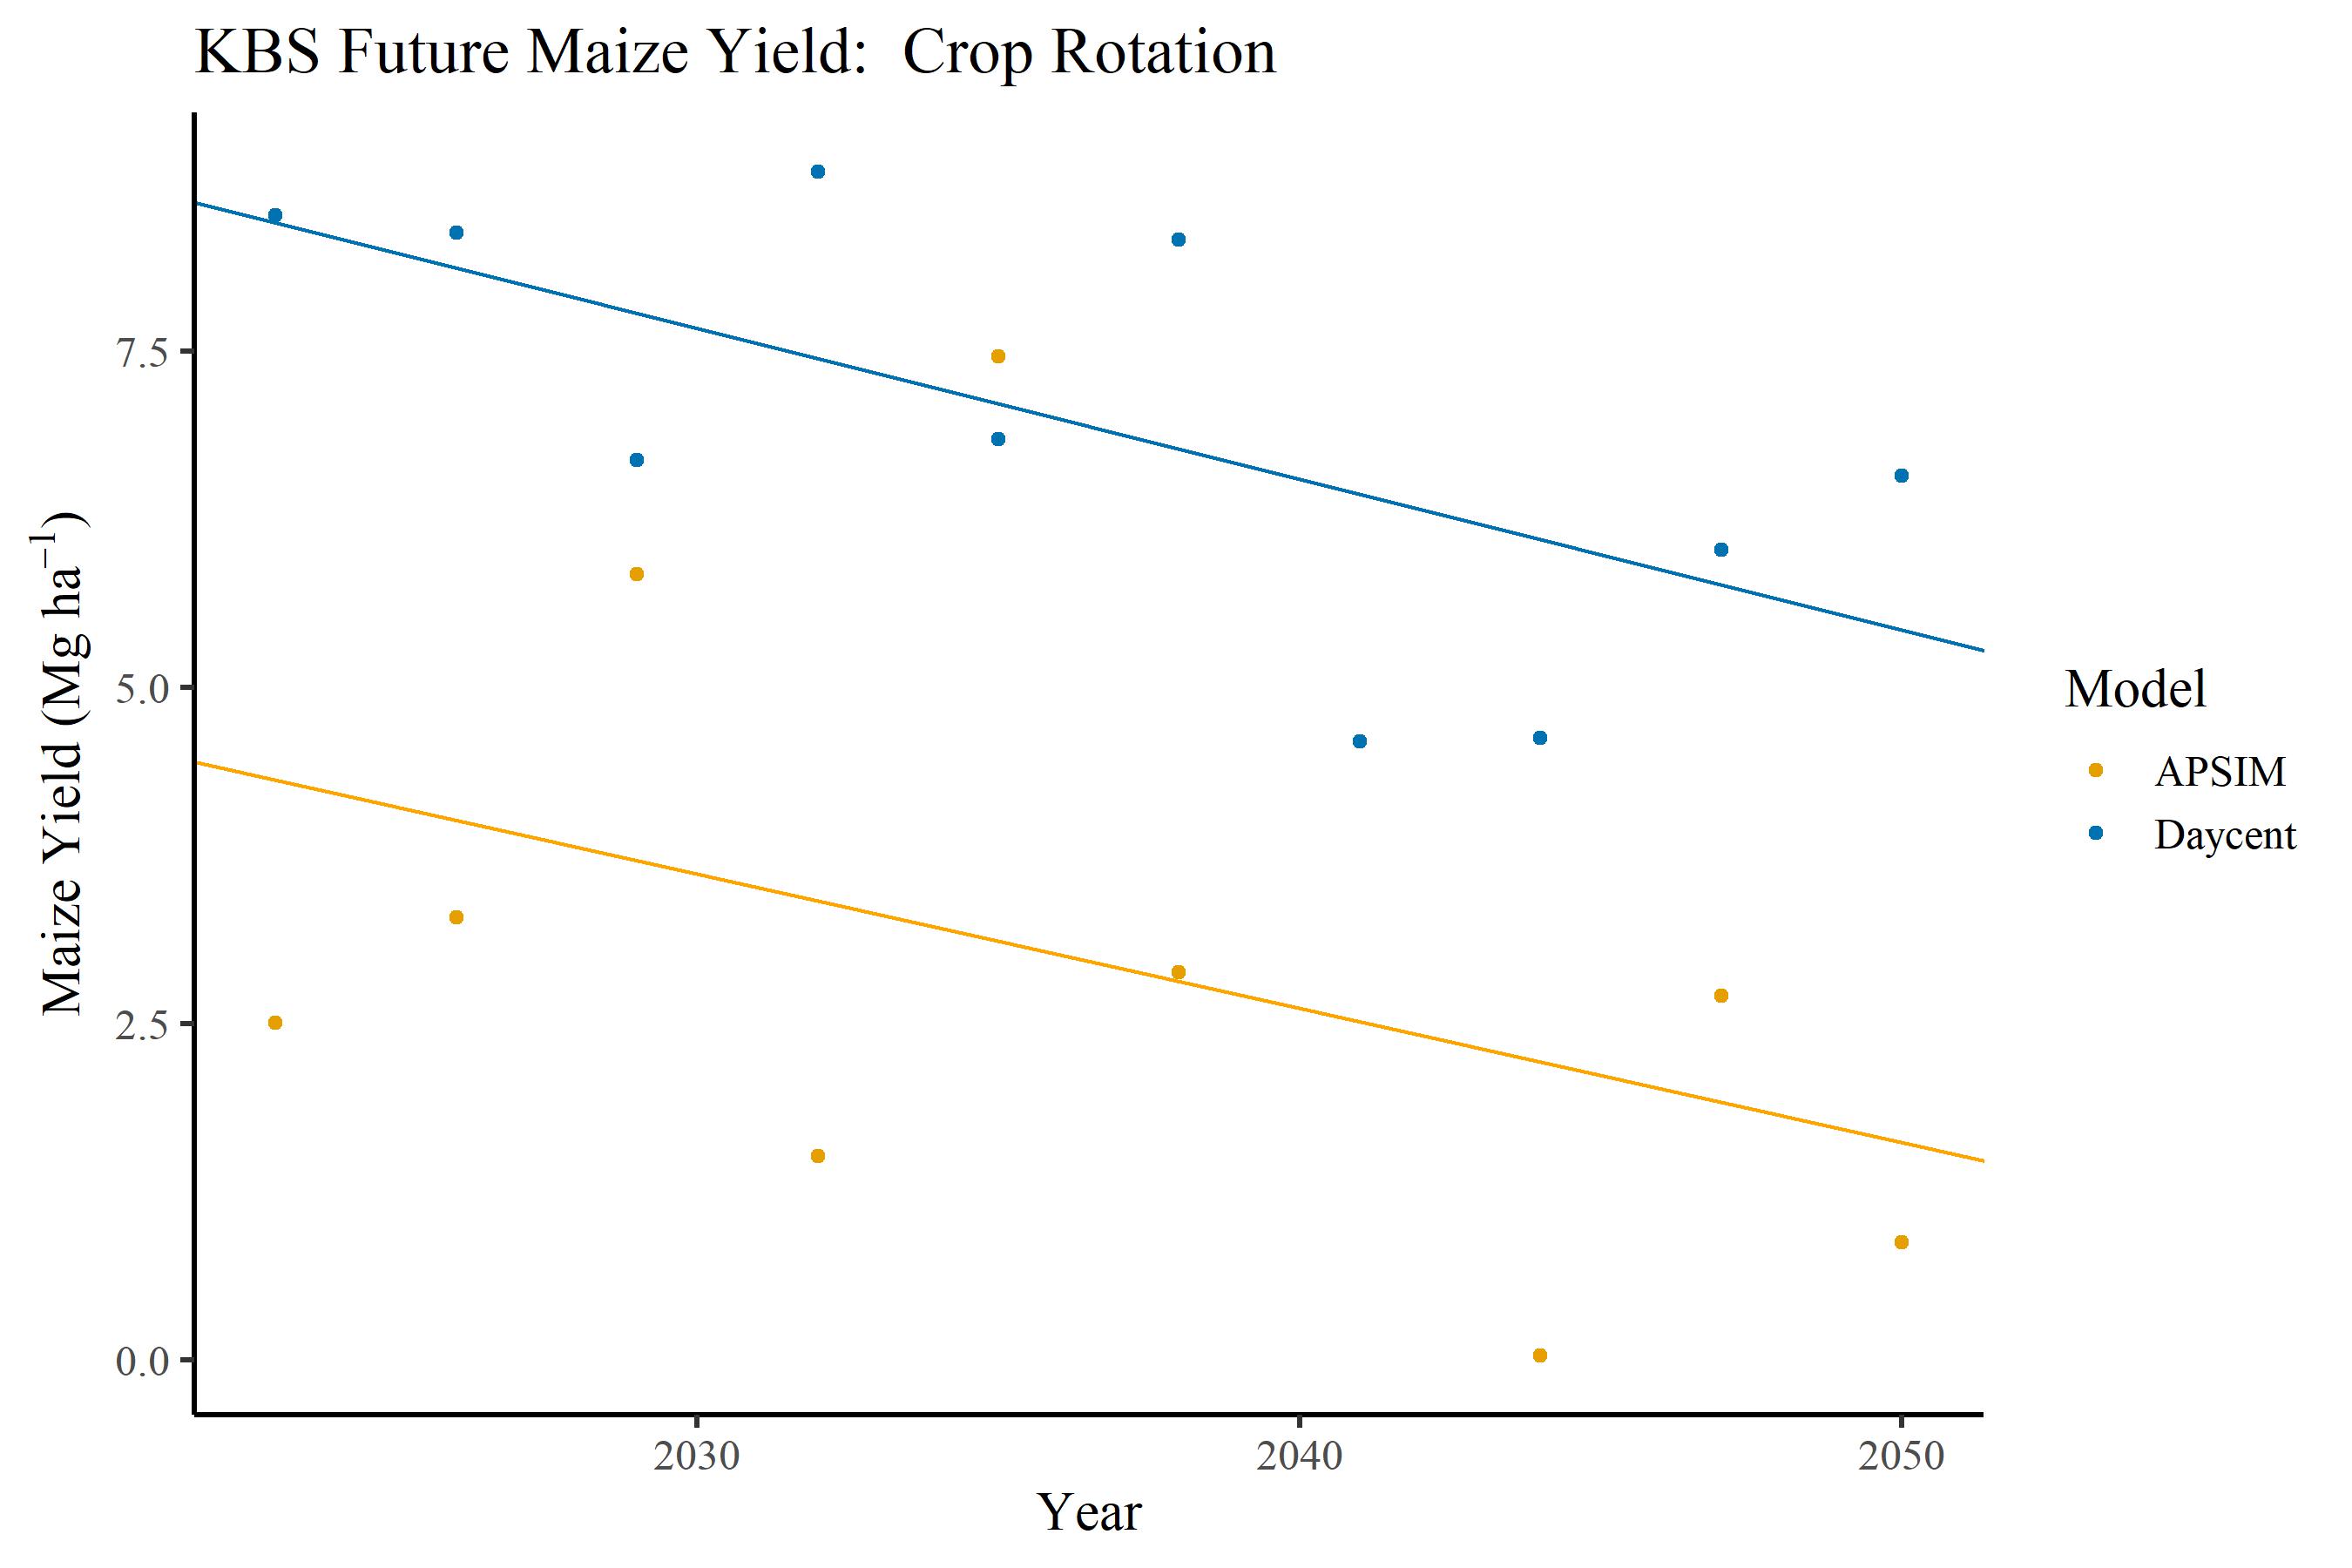 KBS Future Maize Yield:  Crop Rotation
Maize Yield (Mg ha⁻¹)
7.5
5.0
2.5
0.0
2030
2040
2050
Year
Model
APSIM
Daycent